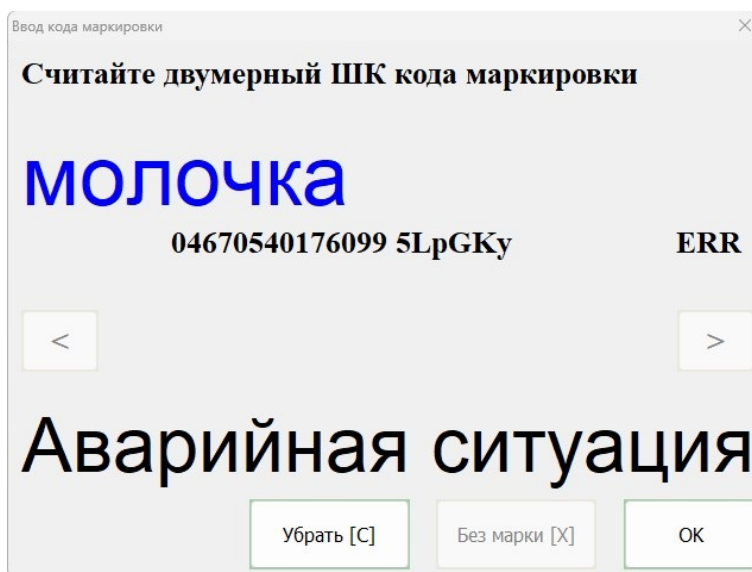 Ввод кода маркировки
Считайте двумерный ШК кода маркировки
молочка
04670540176099 5LpGKy ERR
< >
Аварийная ситуация
Убрать [C] Без марки [X] OK